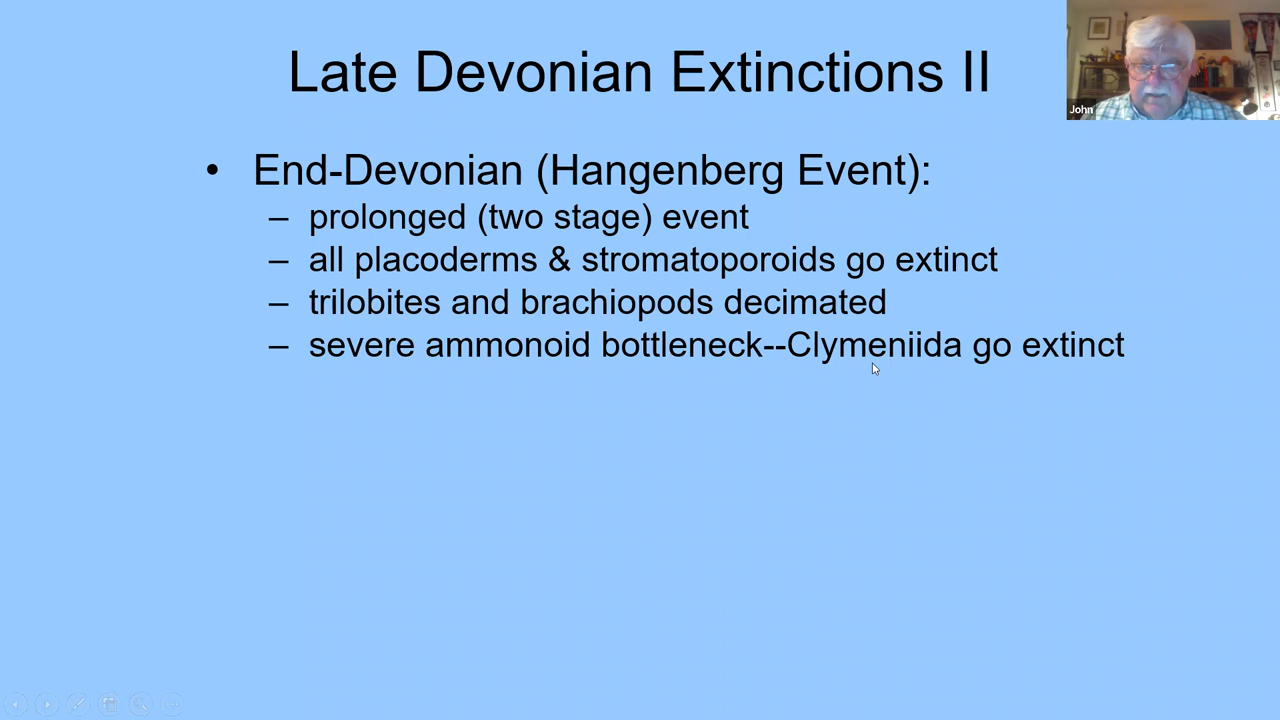 Late Devonian Extinctions II
John
• End-Devonian (Hangenberg Event):
– prolonged (two stage) event
– all placoderms & stromatoporoids go extinct
– trilobites and brachiopods decimated
– severe ammonoid bottleneck--Clymeniida go extinct